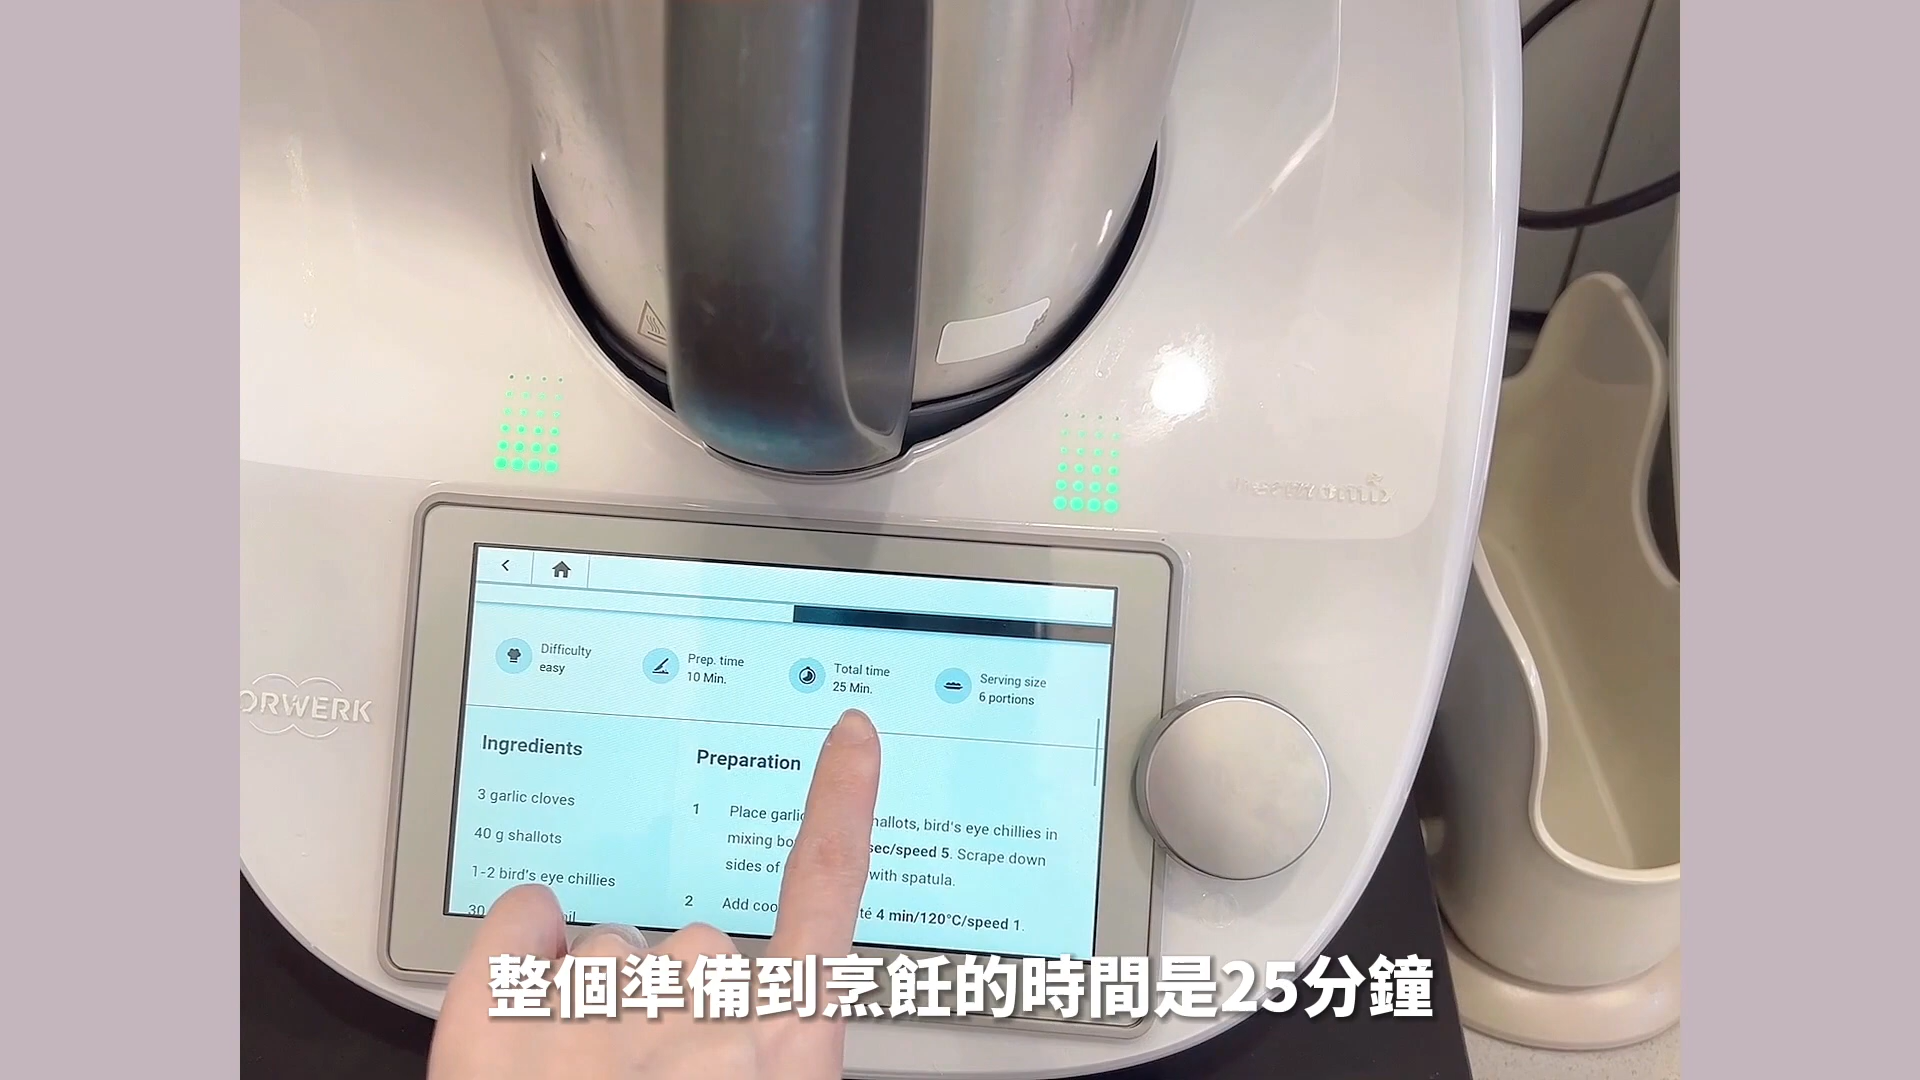 thermomix
ORWERK
Difficulty
easy
Prep. time
10 Min.
Total time
25 Min.
Serving size
6 portions
Ingredients
3 garlic cloves
40 g shallots
1-2 bird's eye chillies
30
Preparation
1 Place garlic hallots, bird's eye chillies in
mixing sec/speed 5. Scrape down
sides of with spatula.
2 Add 4 min/120°C/speed 1.
整個準備到烹飪的時間是25分鐘